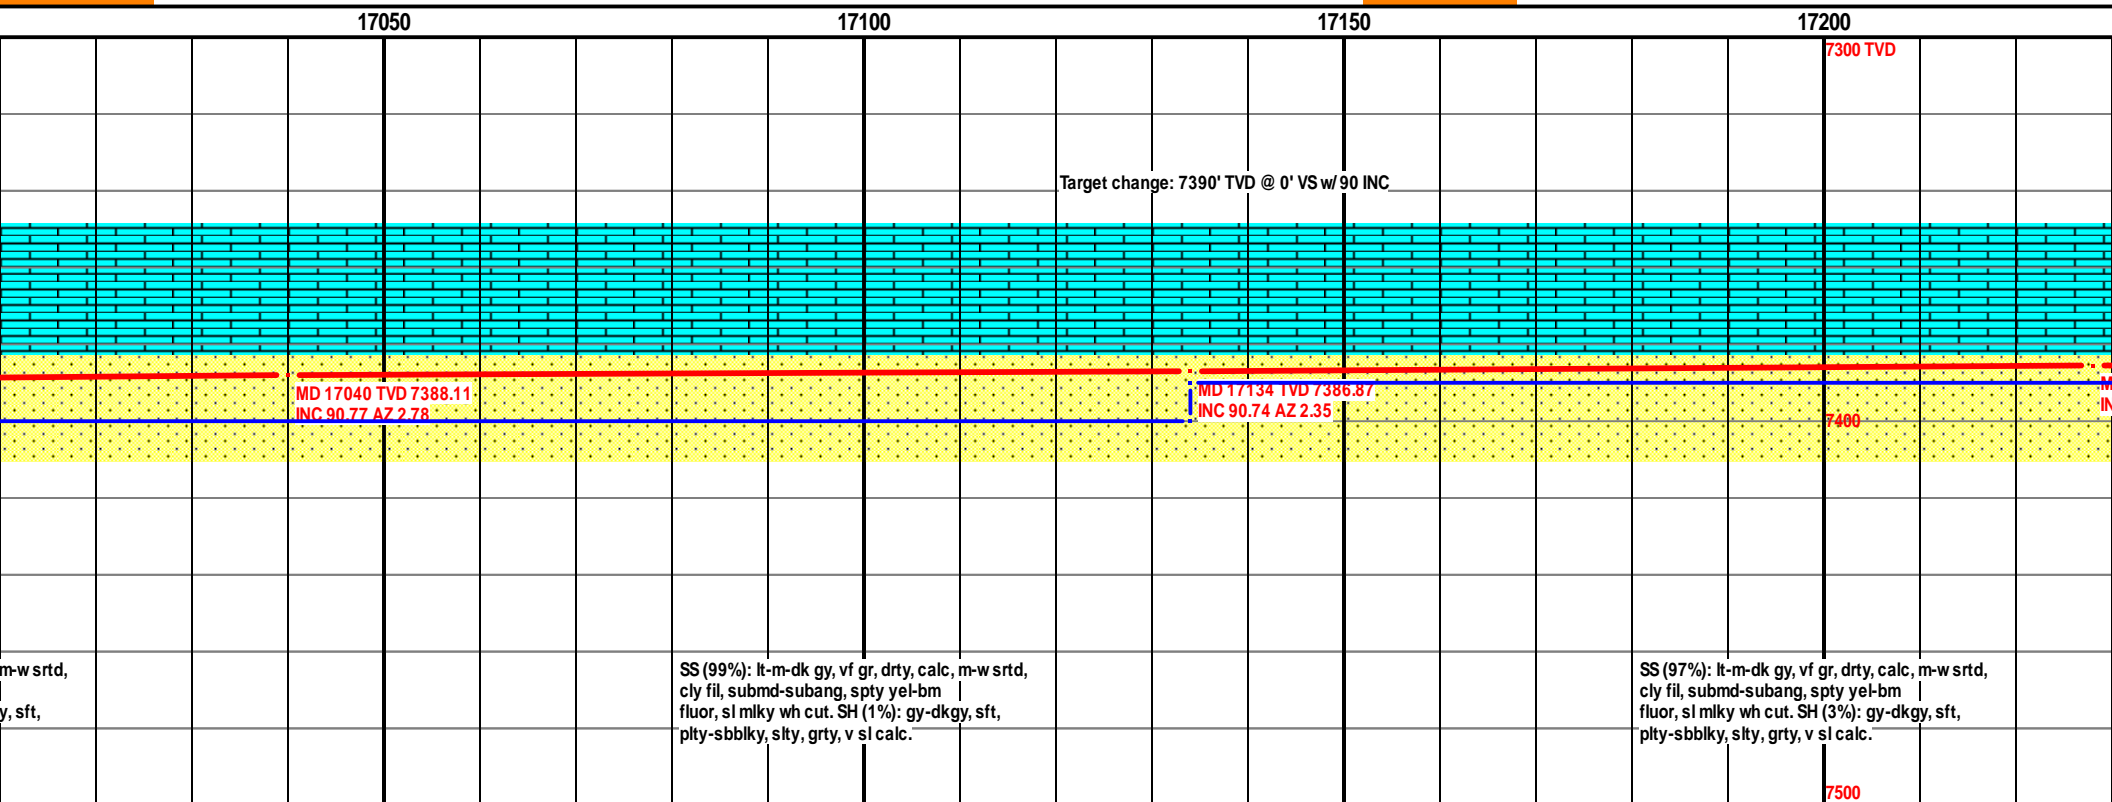 17050 17100 17150 17200
7300 TVD
Target change: 7390' TVD @ 0' VS w/ 90 INC
MD 17040 TVD 7388.11
INC 90.77 AZ 2.78
MD 17134 TVD 7386.87
INC 90.74 AZ 2.35
M
IN
7400
m-w srtd,
y, sft,
SS (99%): lt-m-dk gy, vf gr, drty, calc, m-w srtd,
cly fil, submd-subang, spty yel-brn
fluor, sl mlky wh cut. SH (1%): gy-dkgy, sft,
plty-sbblky, slty, grty, v sl calc.
SS (97%): lt-m-dk gy, vf gr, drty, calc, m-w srtd,
cly fil, submd-subang, spty yel-brn
fluor, sl mlky wh cut. SH (3%): gy-dkgy, sft,
plty-sbblky, slty, grty, v sl calc.
7500